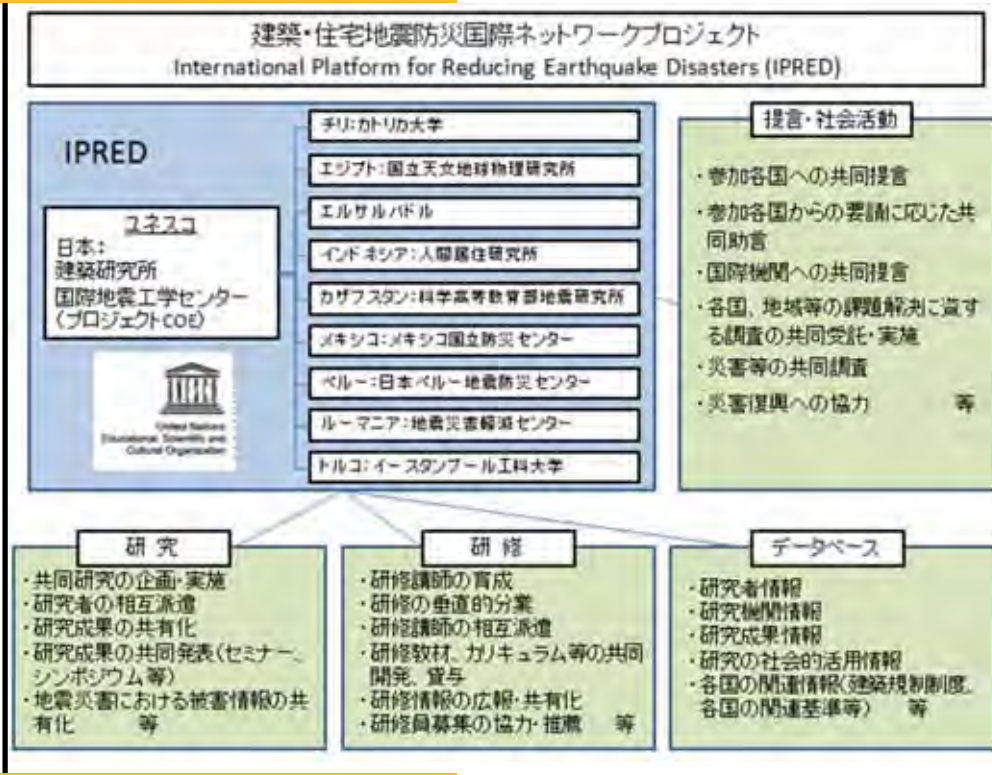 建築・住宅地震防災国際ネットワークプロジェクト
International Platform for Reducing Earthquake Disasters (IPRED)
IPRED
ユネスコ
日本：
建築研究所
国際地震工学センター
（プロジェクトCOE）
United Nations
Educational, Scientific and
Cultural Organization
チリ：カトリカ大学
エジプト：国立天文地球物理研究所
エルサルバドル
インドネシア：人間居住研究所
カザフスタン：科学高等教育部地震研究所
メキシコ：メキシコ国立防災センター
ペルー：日本ペルー地震防災センター
ルーマニア：地震災害軽減センター
トルコ：イースタンブール工科大学
提言・社会活動
・参加各国への共同提言
・参加各国からの要請に応じた共
同助言
・国際機関への共同提言
・各国、地域等の課題解決に資す
る調査の共同受託・実施
・災害等の共同調査
・災害復興への協力 等
研 究
・共同研究の企画・実施
・研究者の相互派遣
・研究成果の共有化
・研究成果の共同発表（セミナー、
シンポジウム等）
・地震災害における被害情報の共
有化 等
研 修
・研修講師の育成
・研修の垂直的分業
・研修講師の相互派遣
・研修教材、カリキュラム等の共同
開発、貸与
・研修情報の広報・共有化
・研修員募集の協力・推薦 等
データベース
・研究者情報
・研究機関情報
・研究成果情報
・研究の社会的活用情報
・各国の関連情報（建築規制制度、
各国の関連基準等） 等